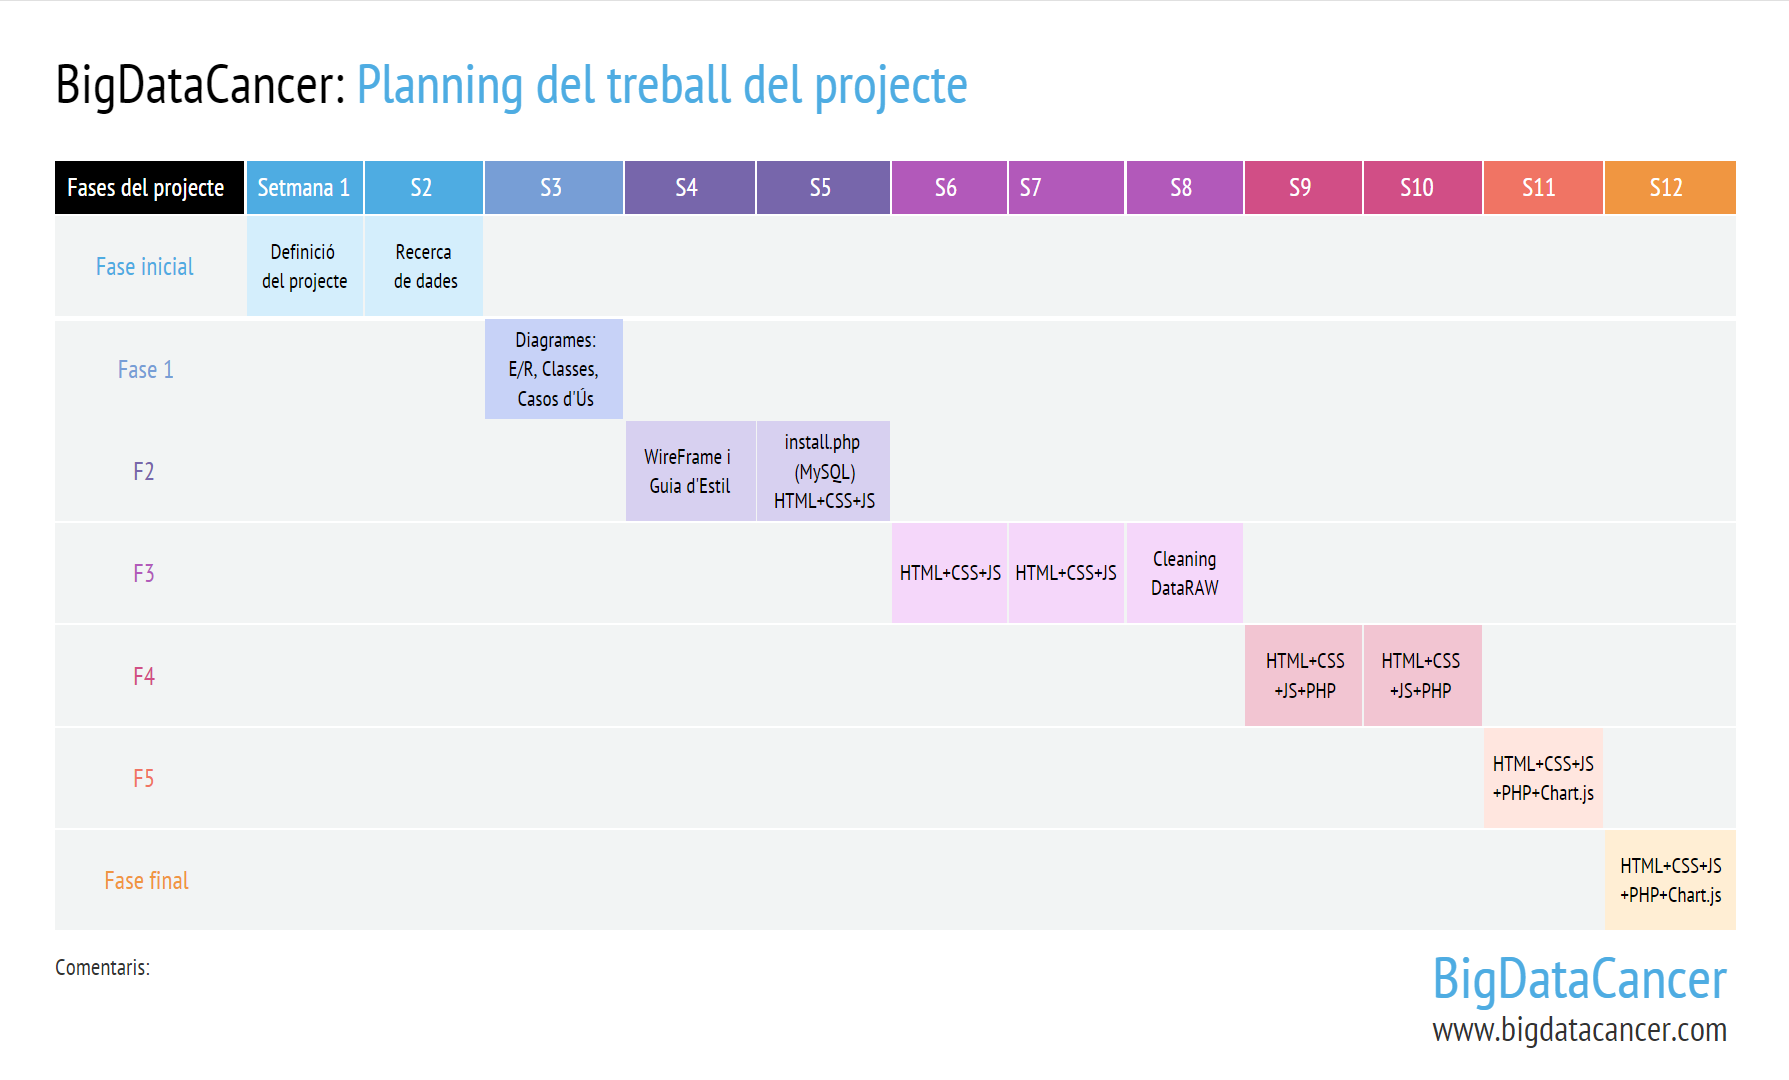 BigDataCancer: Planning del treball del projecte
Fases del projecte Setmana 1 S2 S3 S4 S5 S6 S7 S8 S9 S10 S11 S12
Fase inicial
Definició
del projecte
Recerca
de dades
Fase 1
Diagrames:
E/R, Classes,
Casos d'Ús
F2
WireFrame i
Guia d'Estil
install.php
(MySQL)
HTML+CSS+JS
F3
HTML+CSS+JS
HTML+CSS+JS
Cleaning
DataRAW
F4
HTML+CSS
+JS+PHP
HTML+CSS
+JS+PHP
F5
HTML+CSS+JS
+PHP+Chart.js
Fase final
HTML+CSS+JS
+PHP+Chart.js
Comentaris:
BigDataCancer
www.bigdatacancer.com